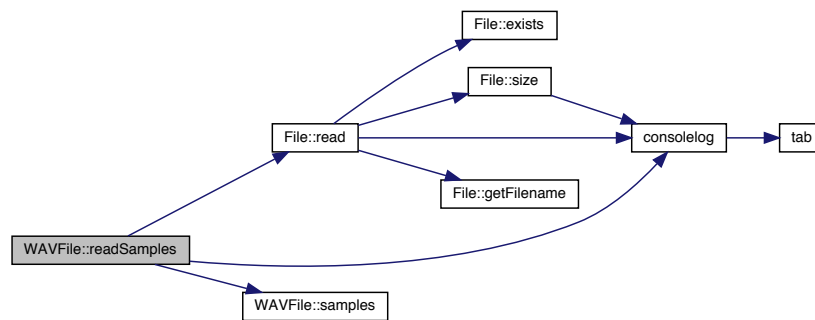 File::exists
File::size
File::read
consolelog
tab
File::getFilename
WAVFile::readSamples
WAVFile::samples